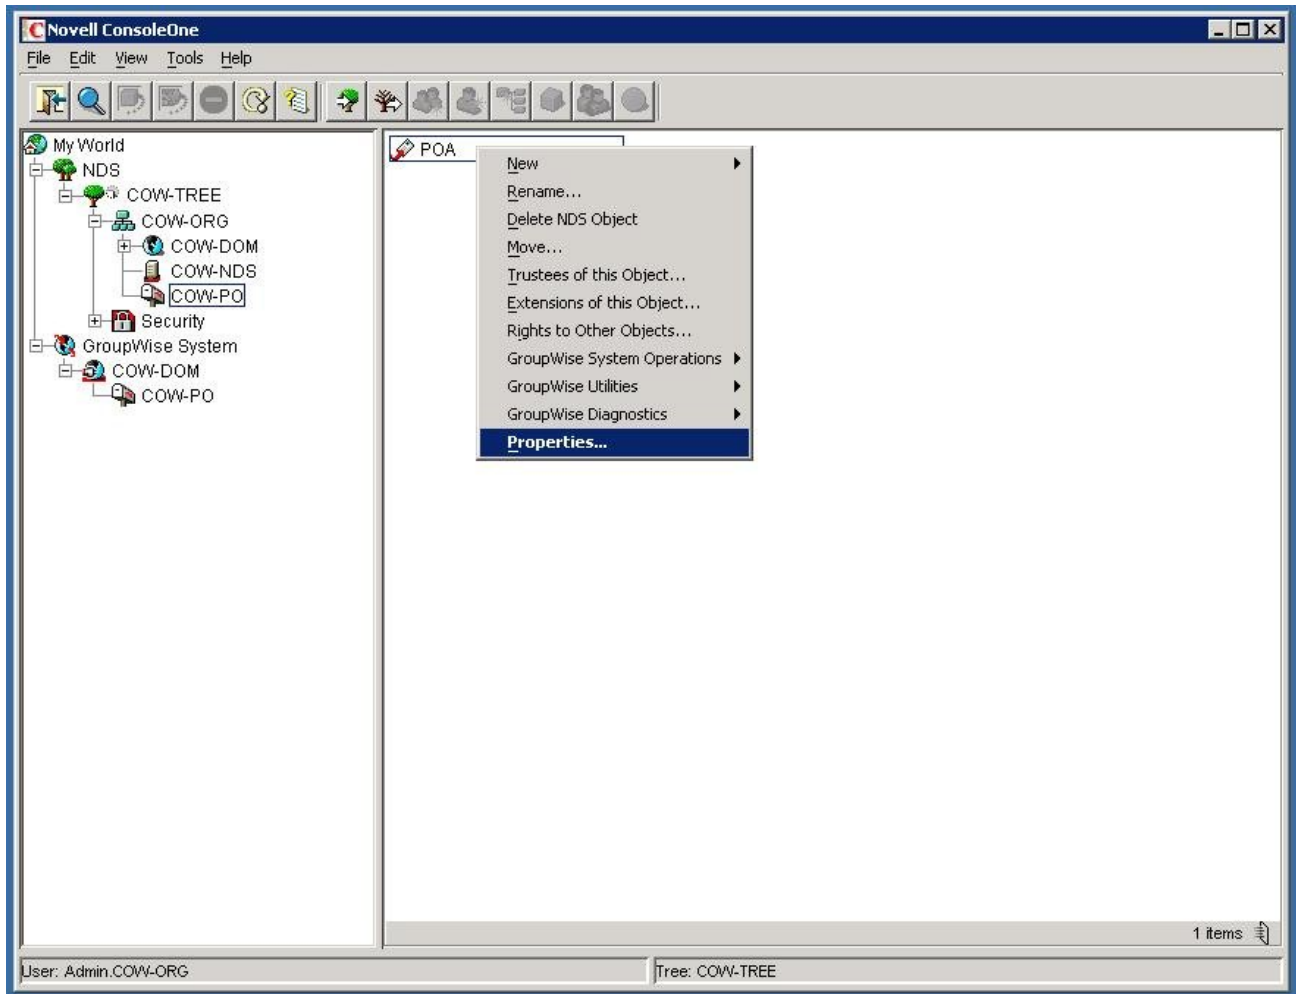 Novell ConsoleOne
File Edit View Tools Help
My World
NDS
COW-TREE
COW-ORG
COW-DOM
COW-NDS
COW-PO
Security
GroupWise System
COW-DOM
COW-PO
POA
New
Rename...
Delete NDS Object
Move...
Trustees of this Object...
Extensions of this Object...
Rights to Other Objects...
GroupWise System Operations
GroupWise Utilities
GroupWise Diagnostics
Properties...
1 items
User: Admin.COW-ORG
Tree: COW-TREE